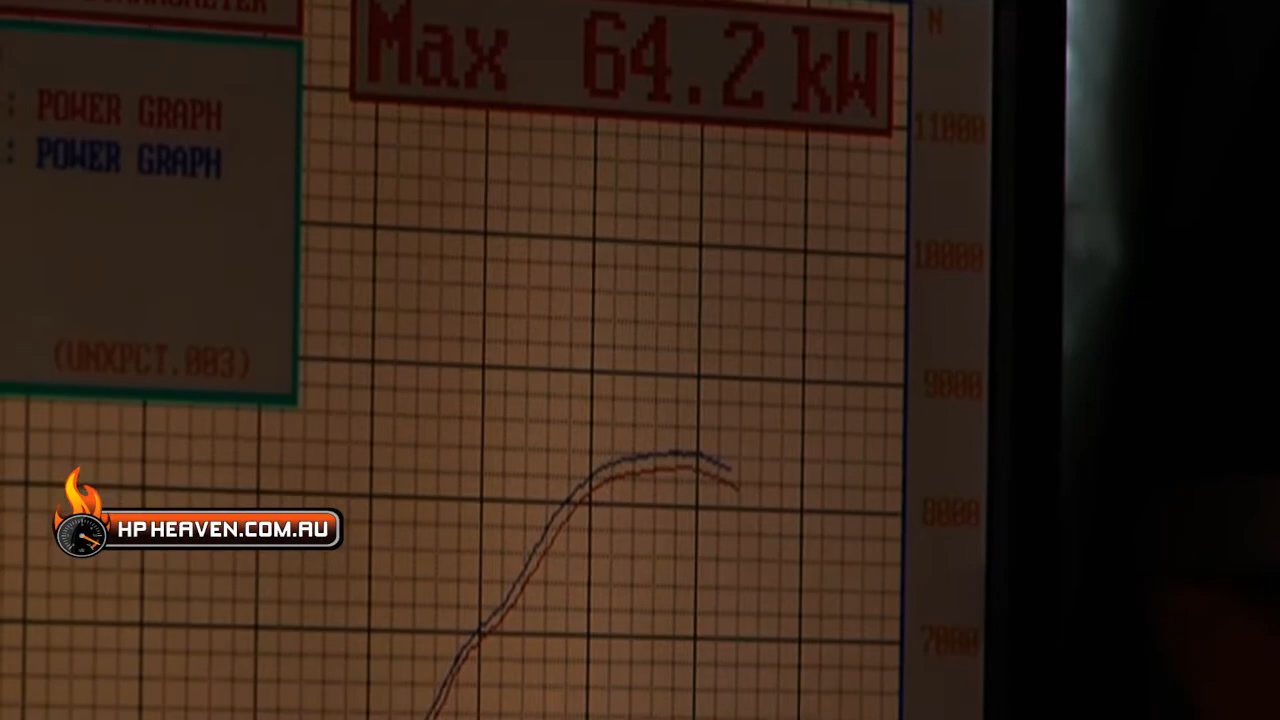 Max 64.2 kW
N
: POWER GRAPH
: POWER GRAPH
11000
10000
(UNXPCT.003)
9000
HPHEAVEN.COM.AU
8000
7000